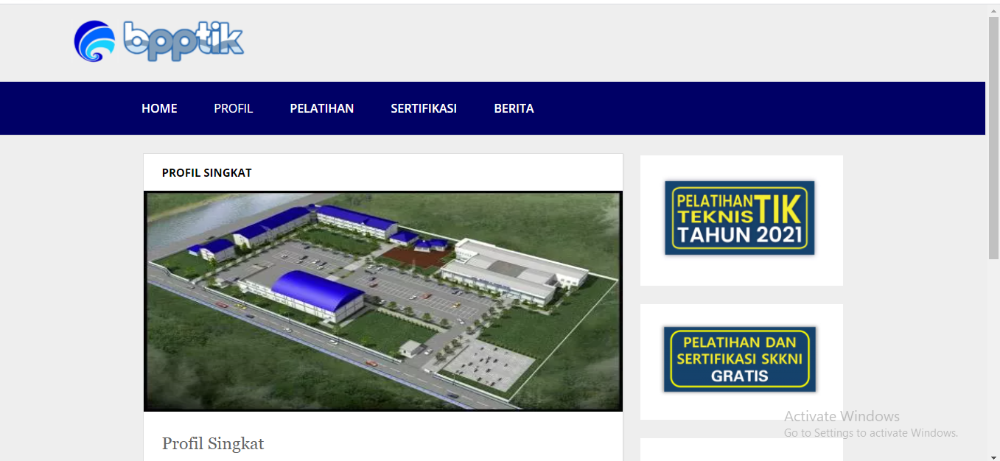 bpptik
HOME PROFIL PELATIHAN SERTIFIKASI BERITA
PROFIL SINGKAT
Profil Singkat
PELATIHAN TIK
TEKNIS
TAHUN 2021
PELATIHAN DAN
SERTIFIKASI SKKNI
GRATIS
Activate Windows
Go to Settings to activate Windows.